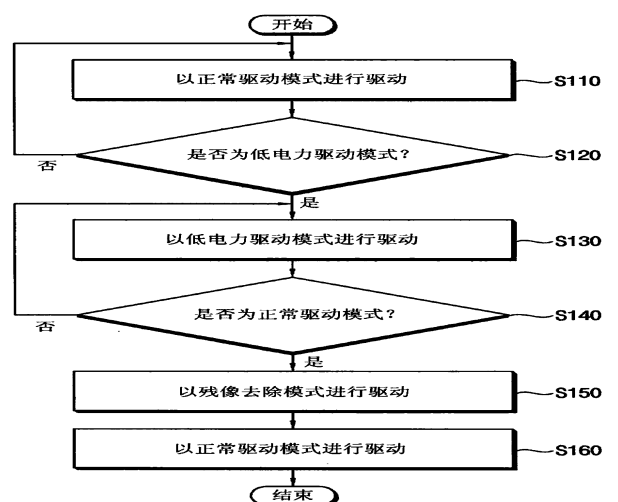 开始
以正常驱动模式进行驱动
S110
是否为低电力驱动模式?
S120
否
是
以低电力驱动模式进行驱动
S130
是否为正常驱动模式?
S140
否
是
以残像去除模式进行驱动
S150
以正常驱动模式进行驱动
S160
结束